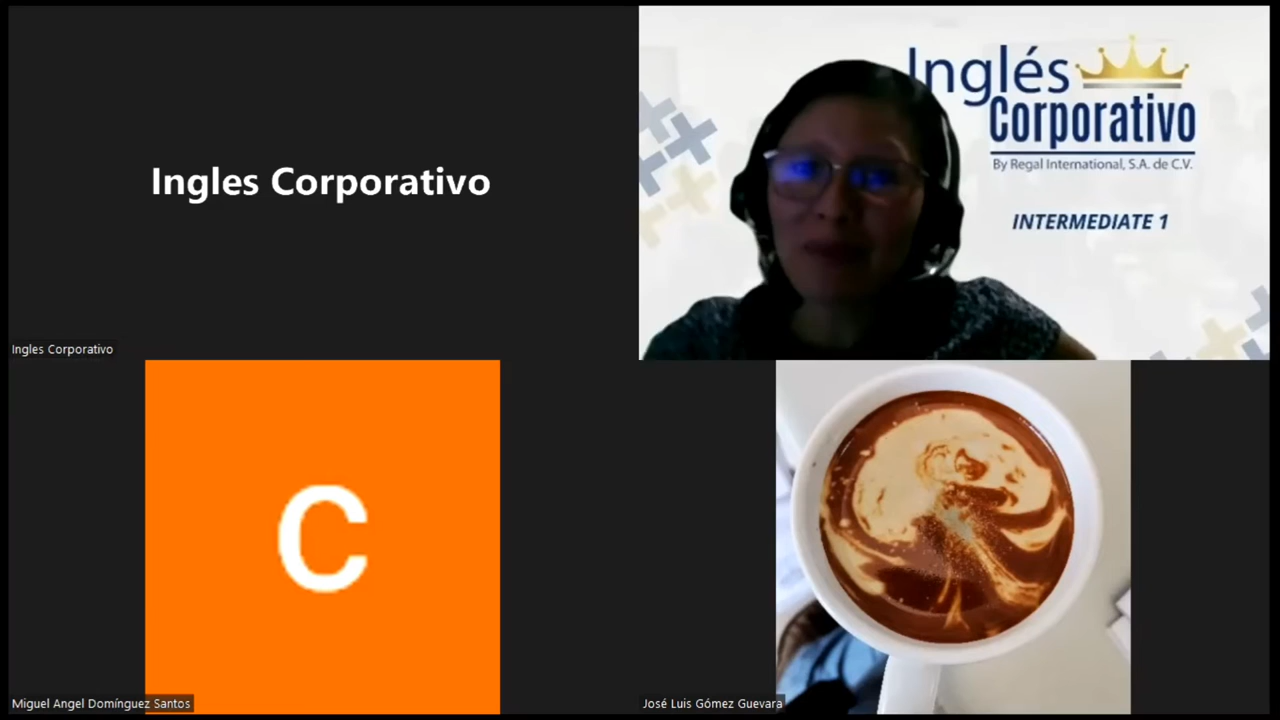 Ingles Corporativo
Ingles Corporativo
Inglés
Corporativo
By Regal International, S.A. de C.V.
INTERMEDIATE 1
C
Miguel Angel Domínguez Santos
José Luis Gómez Guevara